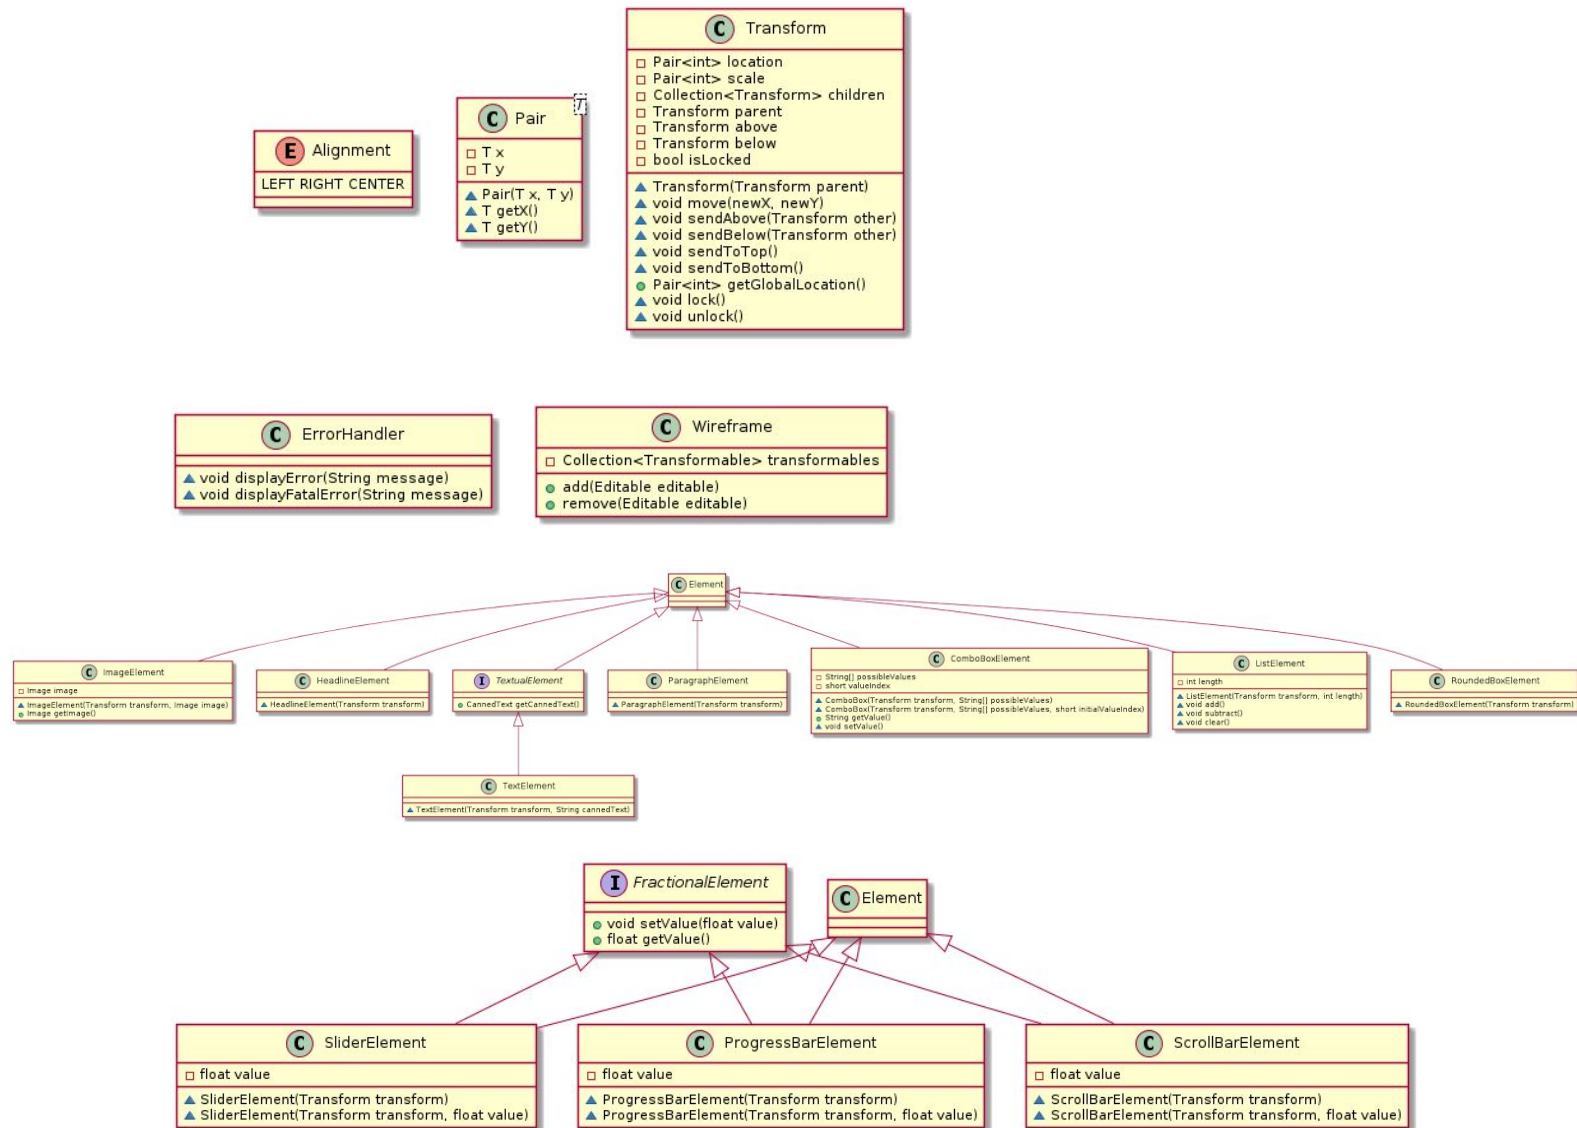 C Transform
Pair<int> location
Pair<int> scale
Collection<Transform> children
Transform parent
Transform above
Transform below
bool isLocked
Transform(Transform parent)
void move(newX, newY)
void sendAbove(Transform other)
void sendBelow(Transform other)
void sendToTop()
void sendToBottom()
Pair<int> getGlobalLocation()
void lock()
void unlock()
C Pair T
T x
T y
Pair(T x, T y)
T getX()
T getY()
E Alignment
LEFT RIGHT CENTER
C ErrorHandler
void displayError(String message)
void displayFatalError(String message)
C Wireframe
Collection<Transformable> transformables
add(Editable editable)
remove(Editable editable)
C Element
C ImageElement
Image image
ImageElement(Transform transform, Image image)
Image getImage()
C HeadlineElement
HeadlineElement(Transform transform)
I TextualElement
CannedText getCannedText()
C ParagraphElement
ParagraphElement(Transform transform)
C ComboBoxElement
String[] possibleValues
short valueIndex
ComboBox(Transform transform, String[] possibleValues)
ComboBox(Transform transform, String[] possibleValues, short initialValueIndex)
String getValue()
void setValue()
C ListElement
int length
ListElement(Transform transform, int length)
void add()
void subtract()
void clear()
C RoundedBoxElement
RoundedBoxElement(Transform transform)
C TextElement
TextElement(Transform transform, String cannedText)
I FractionalElement
void setValue(float value)
float getValue()
C Element
C SliderElement
float value
SliderElement(Transform transform)
SliderElement(Transform transform, float value)
C ProgressBarElement
float value
ProgressBarElement(Transform transform)
ProgressBarElement(Transform transform, float value)
C ScrollBarElement
float value
ScrollBarElement(Transform transform)
ScrollBarElement(Transform transform, float value)